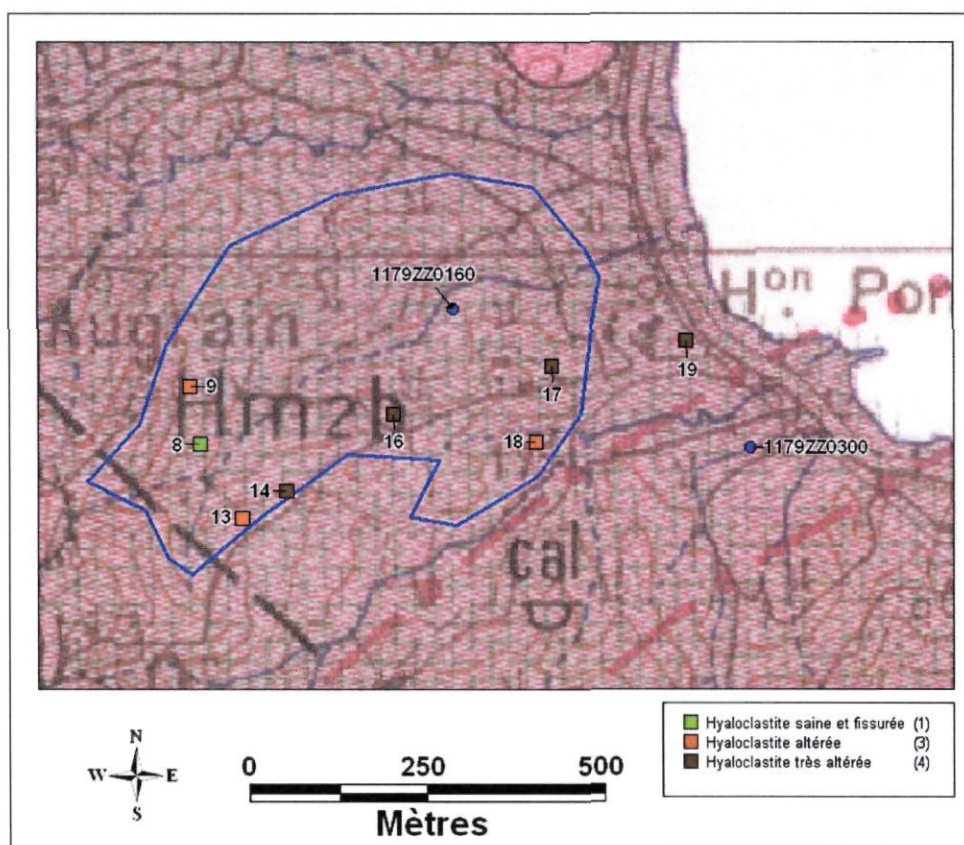 1179ZZ0160
Hon Por
19
9
17
Hmzb
8
16
18
1179ZZ0300
14
13
cal
Hyaloclastite saine et fissurée (1)
Hyaloclastite altérée (3)
Hyaloclastite très altérée (4)
N
W E
S
0 250 500
Mètres